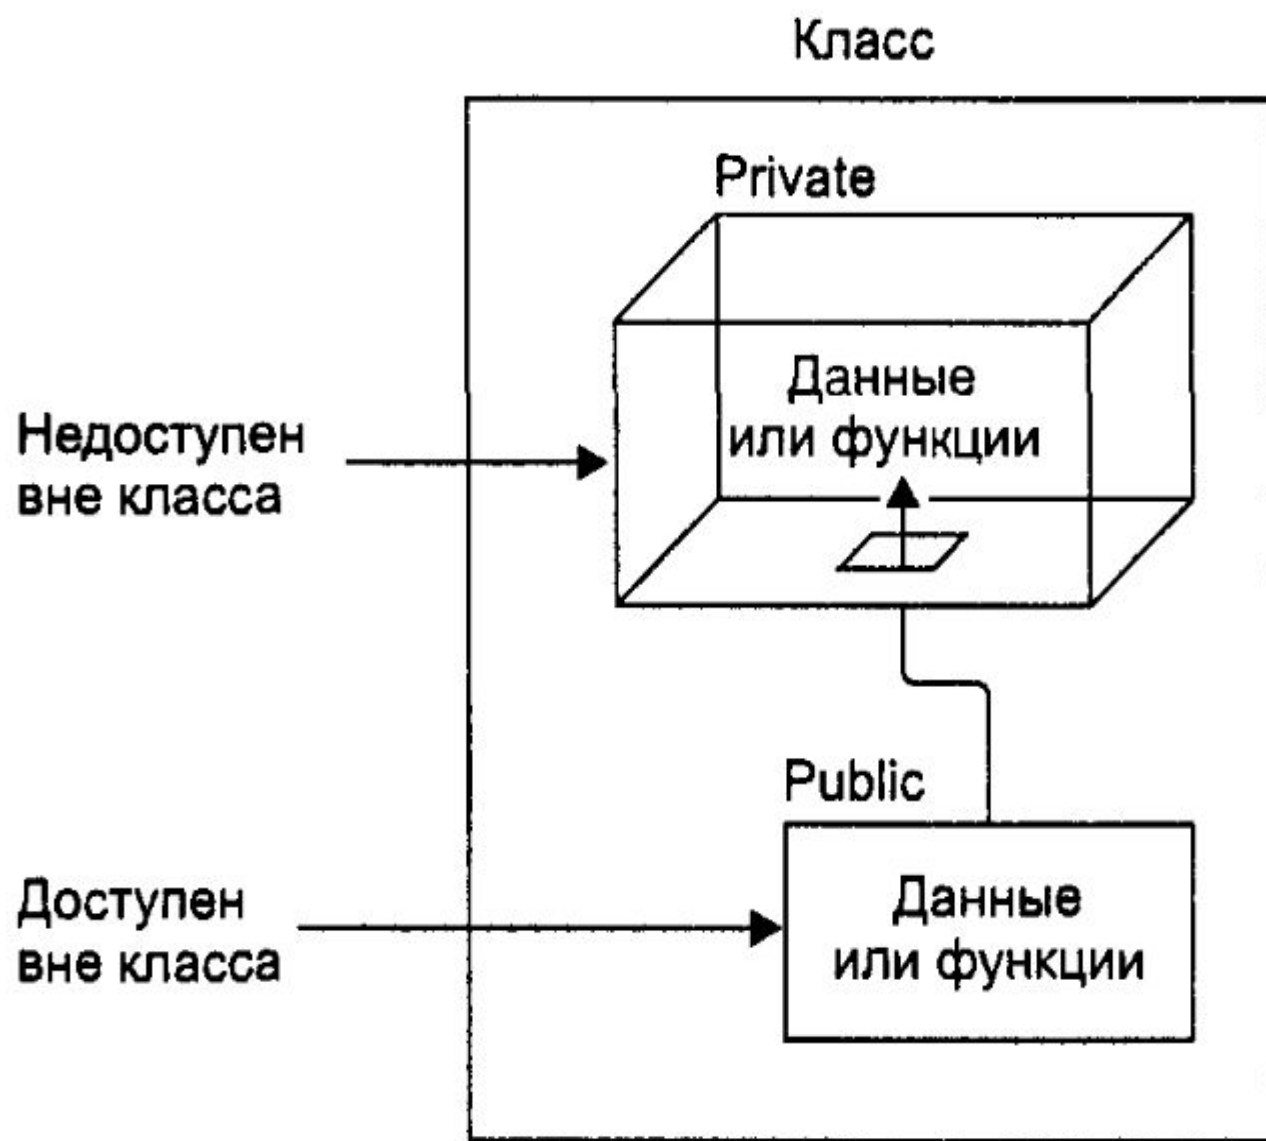 Класс
Private
Данные
или функции
Недоступен
вне класса
Public
Данные
или функции
Доступен
вне класса